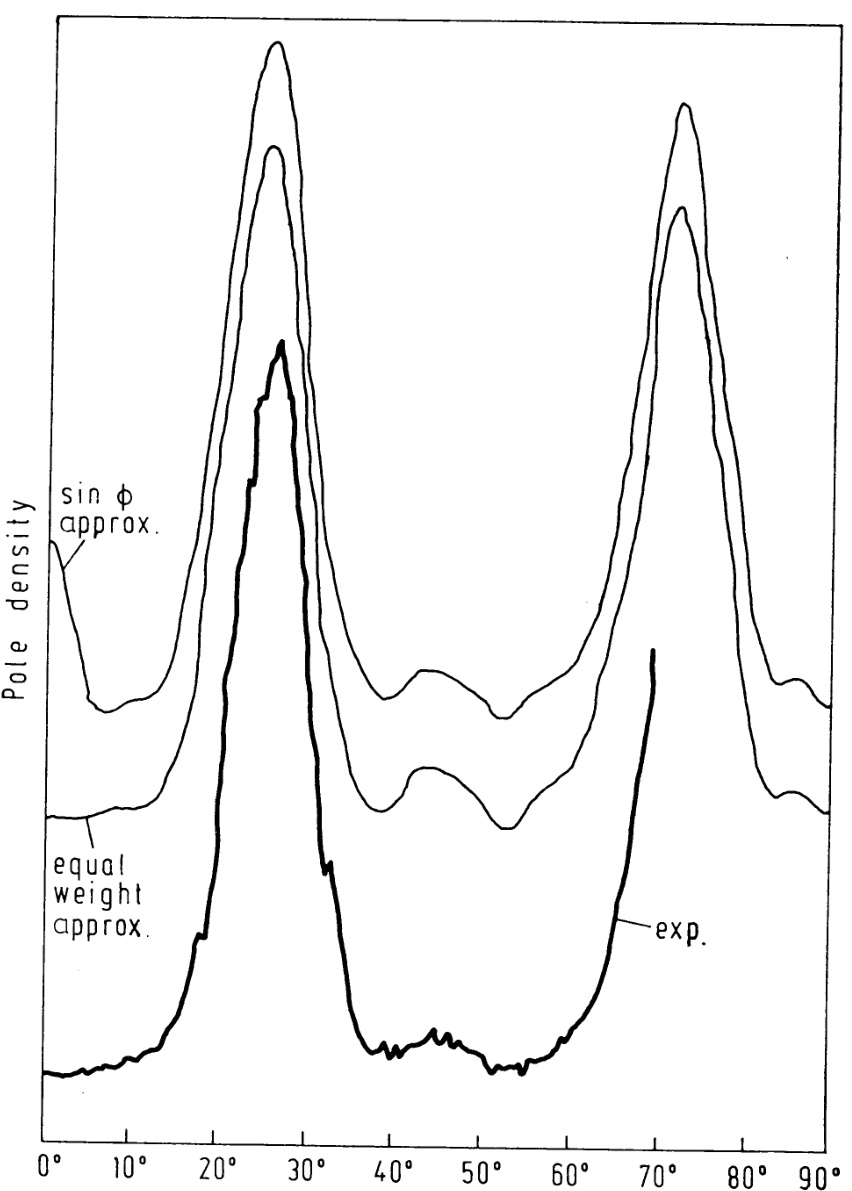 sin ϕ
approx.
Pole density
equal
weight
approx.
exp.
0° 10° 20° 30° 40° 50° 60° 70° 80° 90°